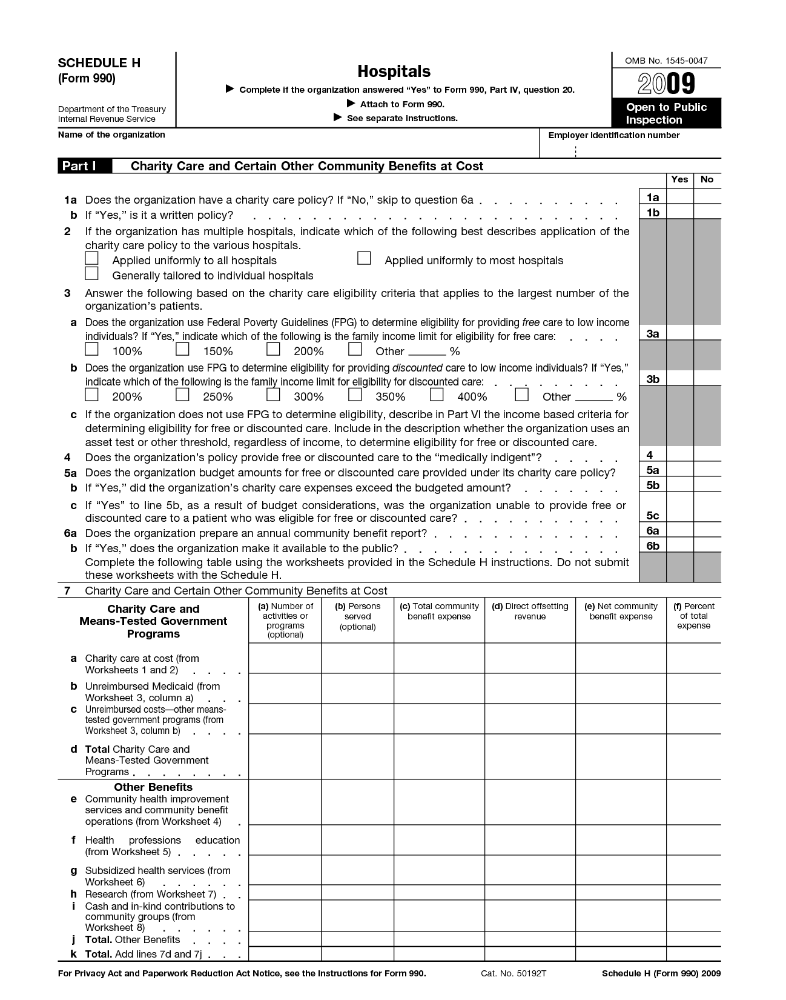 SCHEDULE H
(Form 990)
Department of the Treasury
Internal Revenue Service
Hospitals
▶ Complete if the organization answered “Yes” to Form 990, Part IV, question 20.
▶ Attach to Form 990.
▶ See separate instructions.
OMB No. 1545-0047
2009
Open to Public
Inspection
Name of the organization
Employer identification number
Part I Charity Care and Certain Other Community Benefits at Cost
Yes No
1a Does the organization have a charity care policy? If “No,” skip to question 6a . . . . . . . . . . 1a
b If “Yes,” is it a written policy? . . . . . . . . . . . . . . . . . . . . . . . . . 1b
2 If the organization has multiple hospitals, indicate which of the following best describes application of the
charity care policy to the various hospitals.
Applied uniformly to all hospitals Applied uniformly to most hospitals
Generally tailored to individual hospitals
3 Answer the following based on the charity care eligibility criteria that applies to the largest number of the
organization’s patients.
a Does the organization use Federal Poverty Guidelines (FPG) to determine eligibility for providing free care to low income
individuals? If “Yes,” indicate which of the following is the family income limit for eligibility for free care: . . . . 3a
100% 150% 200% Other ______ %
b Does the organization use FPG to determine eligibility for providing discounted care to low income individuals? If “Yes,”
indicate which of the following is the family income limit for eligibility for discounted care: . . . . . . . . . 3b
200% 250% 300% 350% 400% Other ______ %
c If the organization does not use FPG to determine eligibility, describe in Part VI the income based criteria for
determining eligibility for free or discounted care. Include in the description whether the organization uses an
asset test or other threshold, regardless of income, to determine eligibility for free or discounted care.
4 Does the organization’s policy provide free or discounted care to the “medically indigent”? . . . . . 4
5a Does the organization budget amounts for free or discounted care provided under its charity care policy? 5a
b If “Yes,” did the organization’s charity care expenses exceed the budgeted amount? . . . . . . . 5b
c If “Yes” to line 5b, as a result of budget considerations, was the organization unable to provide free or
discounted care to a patient who was eligible for free or discounted care? . . . . . . . . . . . 5c
6a Does the organization prepare an annual community benefit report? . . . . . . . . . . . . . 6a
b If “Yes,” does the organization make it available to the public? . . . . . . . . . . . . . . . 6b
Complete the following table using the worksheets provided in the Schedule H instructions. Do not submit
these worksheets with the Schedule H.
7 Charity Care and Certain Other Community Benefits at Cost
Charity Care and
Means-Tested Government
Programs
(a) Number of
activities or
programs
(optional)
(b) Persons
served
(optional)
(c) Total community
benefit expense
(d) Direct offsetting
revenue
(e) Net community
benefit expense
(f) Percent
of total
expense
a Charity care at cost (from
Worksheets 1 and 2) . . . .
b Unreimbursed Medicaid (from
Worksheet 3, column a) . . .
c Unreimbursed costs—other means-
tested government programs (from
Worksheet 3, column b) . . . .
d Total Charity Care and
Means-Tested Government
Programs . . . . . . . .
Other Benefits
e Community health improvement
services and community benefit
operations (from Worksheet 4) .
f Health professions education
(from Worksheet 5) . . . . .
g Subsidized health services (from
Worksheet 6) . . . . . .
h Research (from Worksheet 7) . .
i Cash and in-kind contributions to
community groups (from
Worksheet 8) . . . . . .
j Total. Other Benefits . . . .
k Total. Add lines 7d and 7j . . .
For Privacy Act and Paperwork Reduction Act Notice, see the Instructions for Form 990. Cat. No. 50192T Schedule H (Form 990) 2009